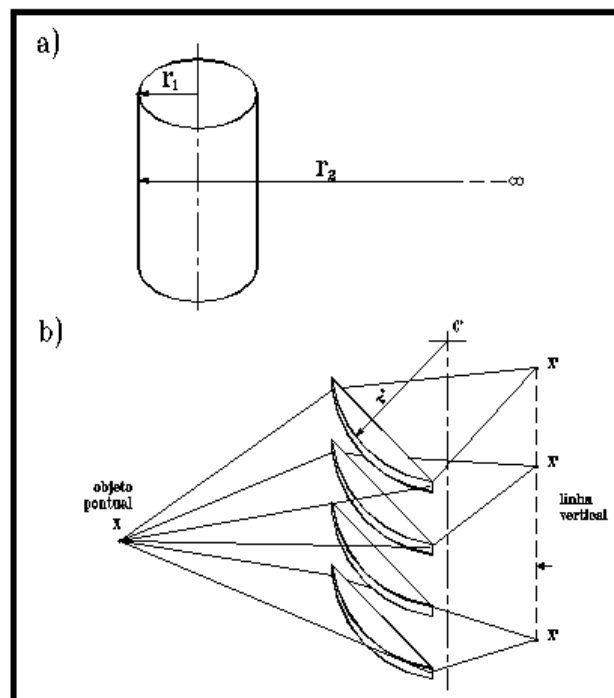 a)
r₁
r₂
∞
b)
C
r
X'
X'
X'
objeto
pontual
X
linha
vertical